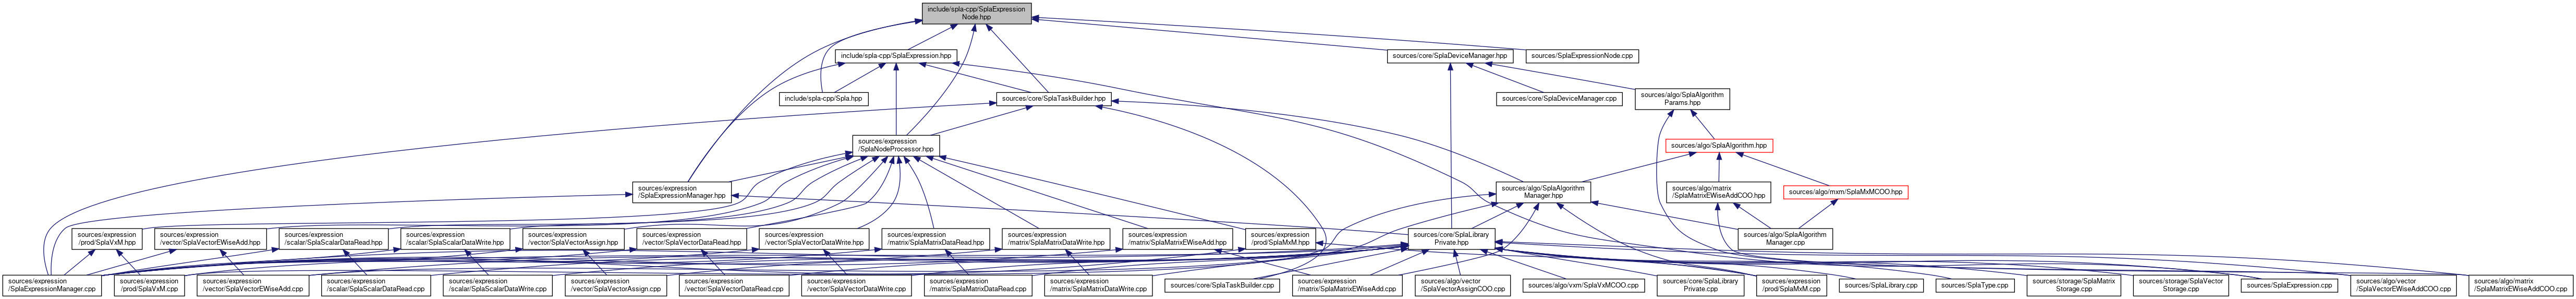 include/spla-cpp/SplaExpression
Node.hpp
include/spla-cpp/SplaExpression.hpp
sources/core/SplaDeviceManager.hpp
sources/SplaExpressionNode.cpp
include/spla-cpp/Spla.hpp
sources/core/SplaTaskBuilder.hpp
sources/core/SplaDeviceManager.cpp
sources/algo/SplaAlgorithm
Params.hpp
sources/expression
/SplaNodeProcessor.hpp
sources/algo/SplaAlgorithm.hpp
sources/expression
/SplaExpressionManager.hpp
sources/algo/SplaAlgorithm
Manager.hpp
sources/algo/matrix
/SplaMatrixEWiseAddCOO.hpp
sources/algo/mxm/SplaMxMCOO.hpp
sources/expression
/prod/SplaVxM.hpp
sources/expression
/vector/SplaVectorEWiseAdd.hpp
sources/expression
/scalar/SplaScalarDataRead.hpp
sources/expression
/scalar/SplaScalarDataWrite.hpp
sources/expression
/vector/SplaVectorAssign.hpp
sources/expression
/vector/SplaVectorDataRead.hpp
sources/expression
/vector/SplaVectorDataWrite.hpp
sources/expression
/matrix/SplaMatrixDataRead.hpp
sources/expression
/matrix/SplaMatrixDataWrite.hpp
sources/expression
/matrix/SplaMatrixEWiseAdd.hpp
sources/expression
/prod/SplaMxM.hpp
sources/core/SplaLibrary
Private.hpp
sources/algo/SplaAlgorithm
Manager.cpp
sources/expression
/SplaExpressionManager.cpp
sources/expression
/prod/SplaVxM.cpp
sources/expression
/vector/SplaVectorEWiseAdd.cpp
sources/expression
/scalar/SplaScalarDataRead.cpp
sources/expression
/scalar/SplaScalarDataWrite.cpp
sources/expression
/vector/SplaVectorAssign.cpp
sources/expression
/vector/SplaVectorDataRead.cpp
sources/expression
/vector/SplaVectorDataWrite.cpp
sources/expression
/matrix/SplaMatrixDataRead.cpp
sources/expression
/matrix/SplaMatrixDataWrite.cpp
sources/core/SplaTaskBuilder.cpp
sources/expression
/matrix/SplaMatrixEWiseAdd.cpp
sources/algo/vector
/SplaVectorAssignCOO.cpp
sources/algo/vxm/SplaVxMCOO.cpp
sources/core/SplaLibrary
Private.cpp
sources/expression
/prod/SplaMxM.cpp
sources/SplaLibrary.cpp
sources/SplaType.cpp
sources/storage/SplaMatrix
Storage.cpp
sources/storage/SplaVector
Storage.cpp
sources/SplaExpression.cpp
sources/algo/vector
/SplaVectorEWiseAddCOO.cpp
sources/algo/matrix
/SplaMatrixEWiseAddCOO.cpp